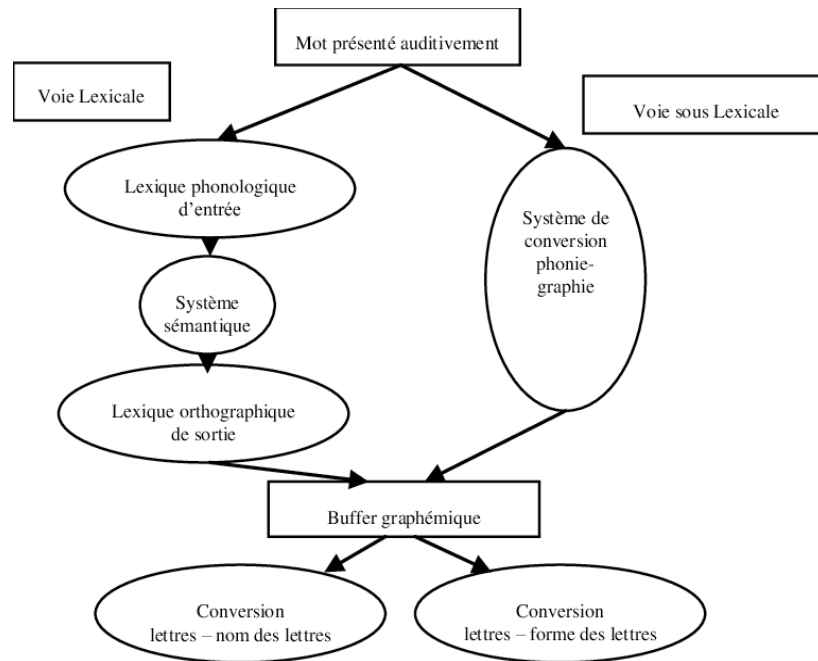 Mot présenté auditivement
Voie Lexicale
Voie sous Lexicale
Lexique phonologique
d'entrée
Système de
conversion
phonie-
graphie
Système
sémantique
Lexique orthographique
de sortie
Buffer graphémique
Conversion
lettres – nom des lettres
Conversion
lettres – forme des lettres